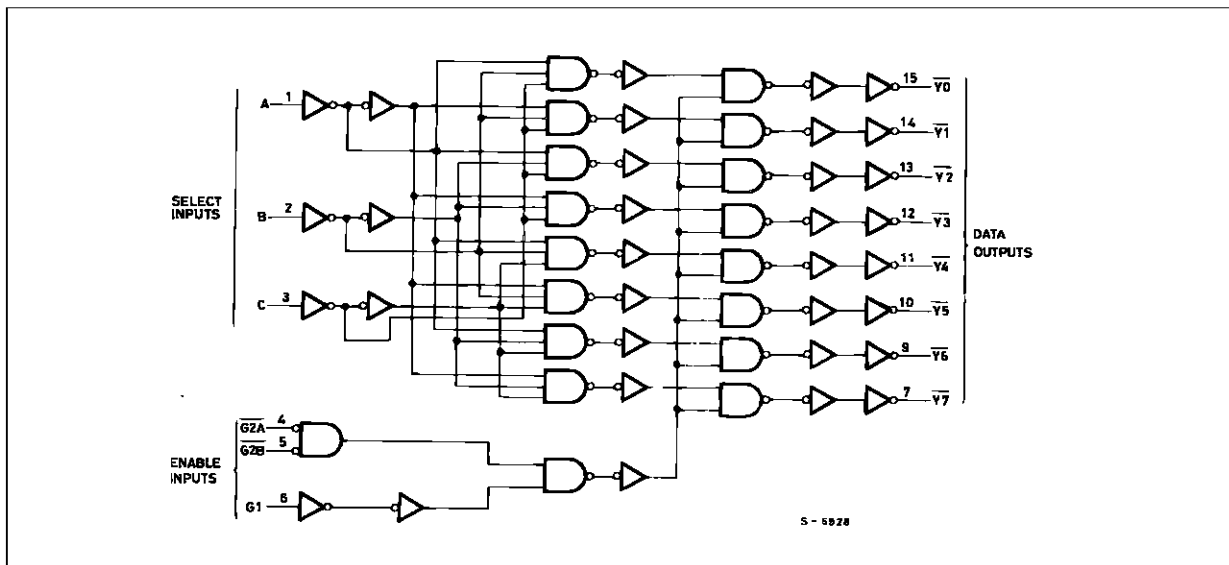 SELECT
INPUTS
A 1
B 2
C 3
ENABLE
INPUTS
G2A 4
G2B 5
G1 6
15 Y0
14 Y1
13 Y2
12 Y3
11 Y4
10 Y5
9 Y6
7 Y7
DATA
OUTPUTS
S - 5928